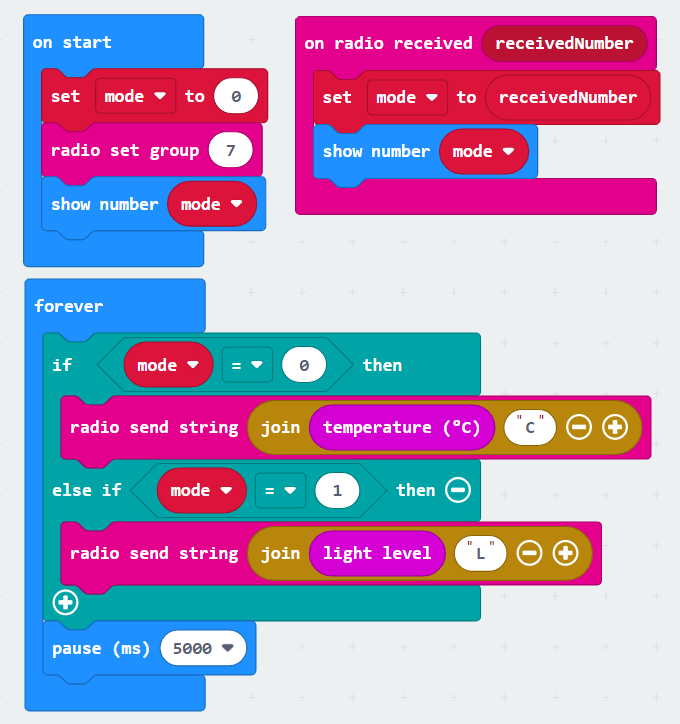 on start
set mode to 0
radio set group 7
show number mode
on radio received receivedNumber
set mode to receivedNumber
show number mode
forever
if mode = 0 then
radio send string join temperature (°C) "C"
else if mode = 1 then
radio send string join light level "L"
pause (ms) 5000